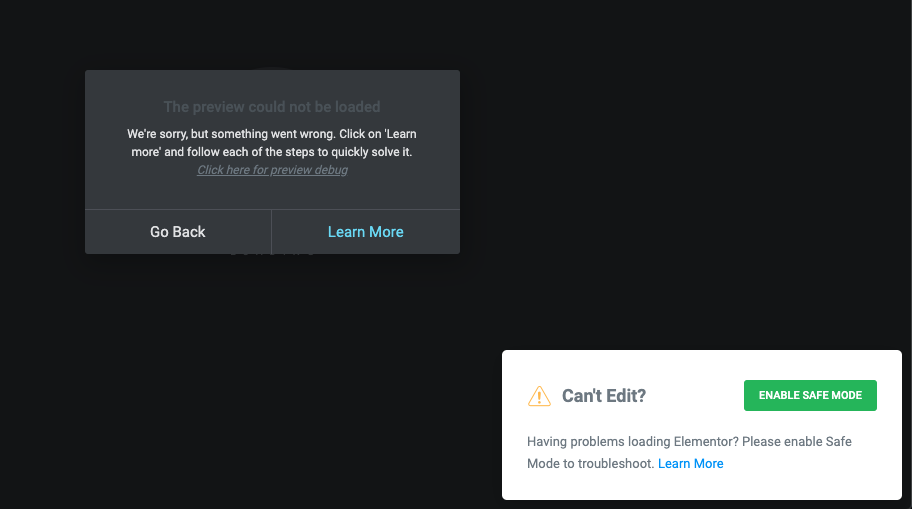 The preview could not be loaded
We're sorry, but something went wrong. Click on 'Learn
more' and follow each of the steps to quickly solve it.
Click here for preview debug
Go Back
Learn More
Can't Edit?
ENABLE SAFE MODE
Having problems loading Elementor? Please enable Safe
Mode to troubleshoot. Learn More